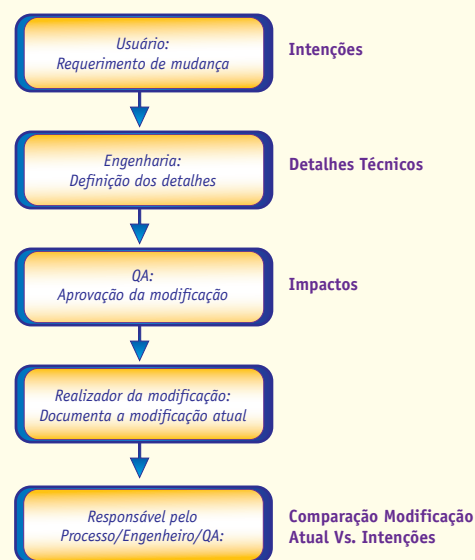 Usuário:
Requerimento de mudança
Intenções
Engenharia:
Definição dos detalhes
Detalhes Técnicos
QA:
Aprovação da modificação
Impactos
Realizador da modificação:
Documenta a modificação atual
Responsável pelo
Processo/Engenheiro/QA:
Comparação Modificação
Atual Vs. Intenções